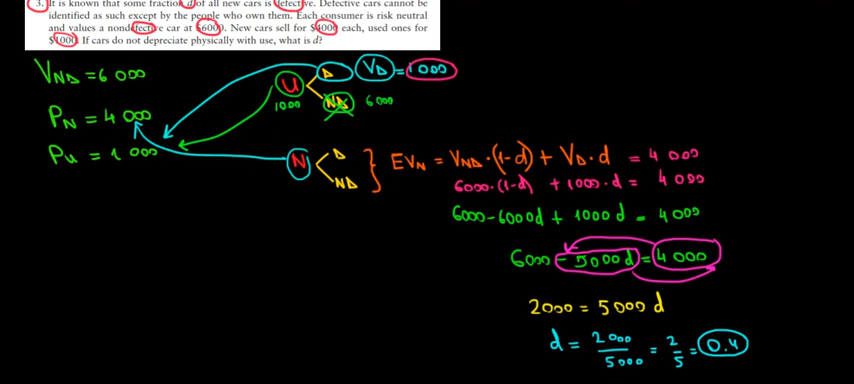 3. It is known that some fraction d of all new cars is defective. Defective cars cannot be
identified as such except by the people who own them. Each consumer is risk neutral
and values a nondefective car at $6000. New cars sell for $4000 each, used ones for
$1000. If cars do not depreciate physically with use, what is d?
V_ND = 6 000
P_N = 4 000
P_U = 1 000
U
D
V_D = 1 000
1000
ND
6 000
N
D
ND
EV_N = V_ND · (1-d) + V_D · d = 4 000
6000 · (1-d) + 1000 · d = 4 000
6000 - 6000d + 1000d = 4 000
6000 - 5000d = 4 000
2000 = 5000d
d = 2000/5000 = 2/5 = 0.4